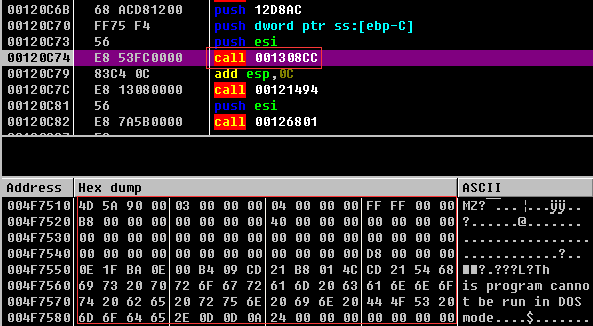 00120C6B 68 ACD81200 push 12D8AC
00120C70 FF75 F4 push dword ptr ss:[ebp-C]
00120C73 56 push esi
00120C74 E8 53FC0000 call 001308CC
00120C79 83C4 0C add esp,0C
00120C7C E8 13080000 call 00121494
00120C81 56 push esi
00120C82 E8 7A5B0000 call 00126801
Address Hex dump ASCII
004F7510 4D 5A 90 00 03 00 00 00 04 00 00 00 FF FF 00 00 MZ?....¦...ÿÿ..
004F7520 B8 00 00 00 00 00 00 00 40 00 00 00 00 00 00 00 ?.......@.......
004F7530 00 00 00 00 00 00 00 00 00 00 00 00 00 00 00 00 ................
004F7540 00 00 00 00 00 00 00 00 00 00 00 00 D8 00 00 00 ............?..
004F7550 0E 1F BA 0E 00 B4 09 CD 21 B8 01 4C CD 21 54 68 ?.???L?Th
004F7560 69 73 20 70 72 6F 67 72 61 6D 20 63 61 6E 6E 6F is program canno
004F7570 74 20 62 65 20 72 75 6E 20 69 6E 20 44 4F 53 20 t be run in DOS
004F7580 6D 6F 64 65 2E 0D 0D 0A 24 00 00 00 00 00 00 00 mode....$.......